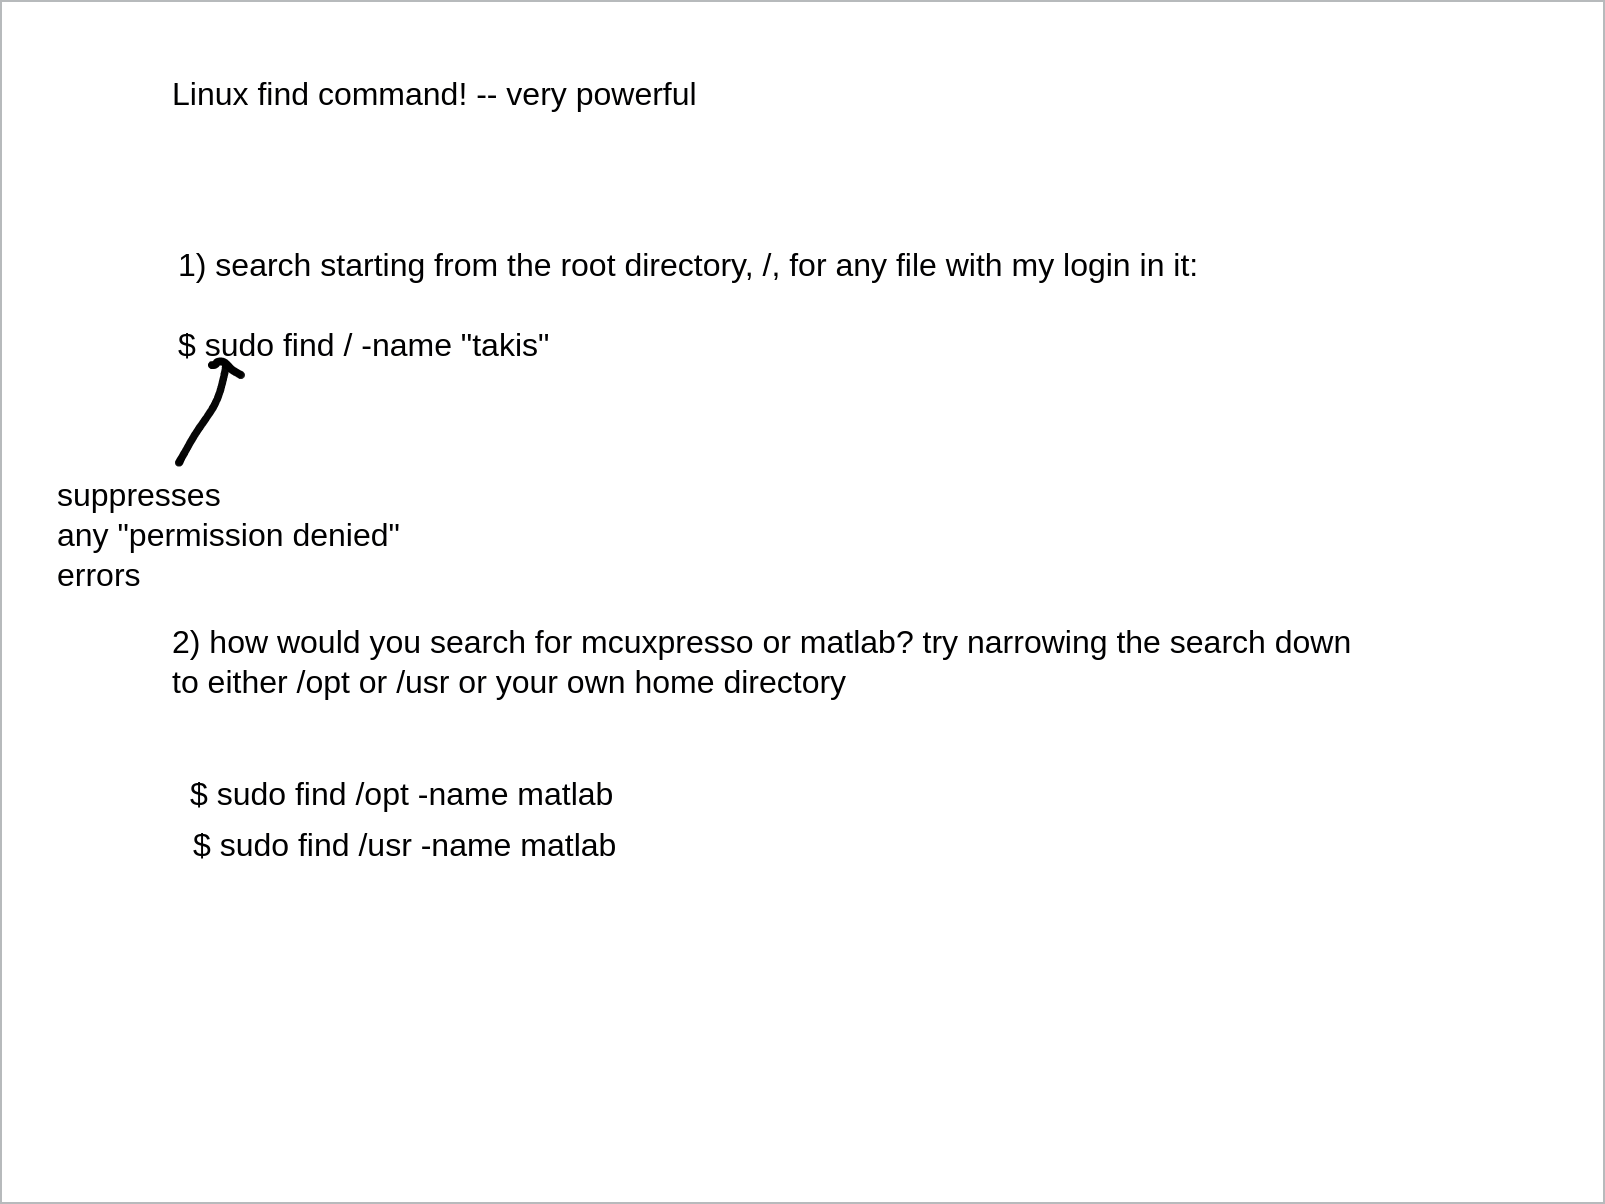 Linux find command! -- very powerful
1) search starting from the root directory, /, for any file with my login in it:
$ sudo find / -name "takis"
suppresses
any "permission denied"
errors
2) how would you search for mcuxpresso or matlab? try narrowing the search down
to either /opt or /usr or your own home directory
$ sudo find /opt -name matlab
$ sudo find /usr -name matlab